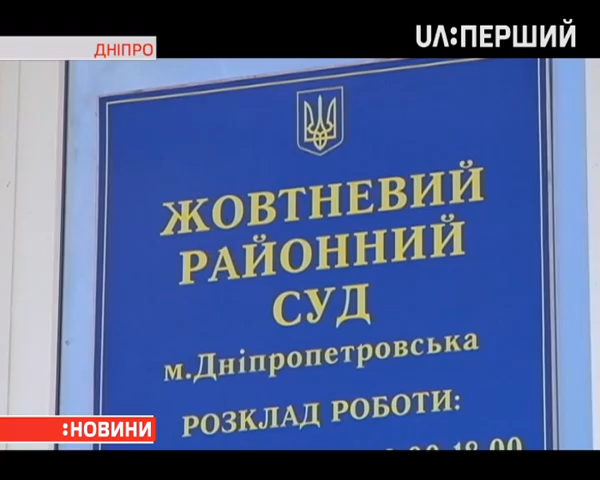 ДНІПРО
UA:ПЕРШИЙ
ЖОВТНЕВИЙ
РАЙОННИЙ
СУД
м.Дніпропетровська
РОЗКЛАД РОБОТИ:
:НОВИНИ